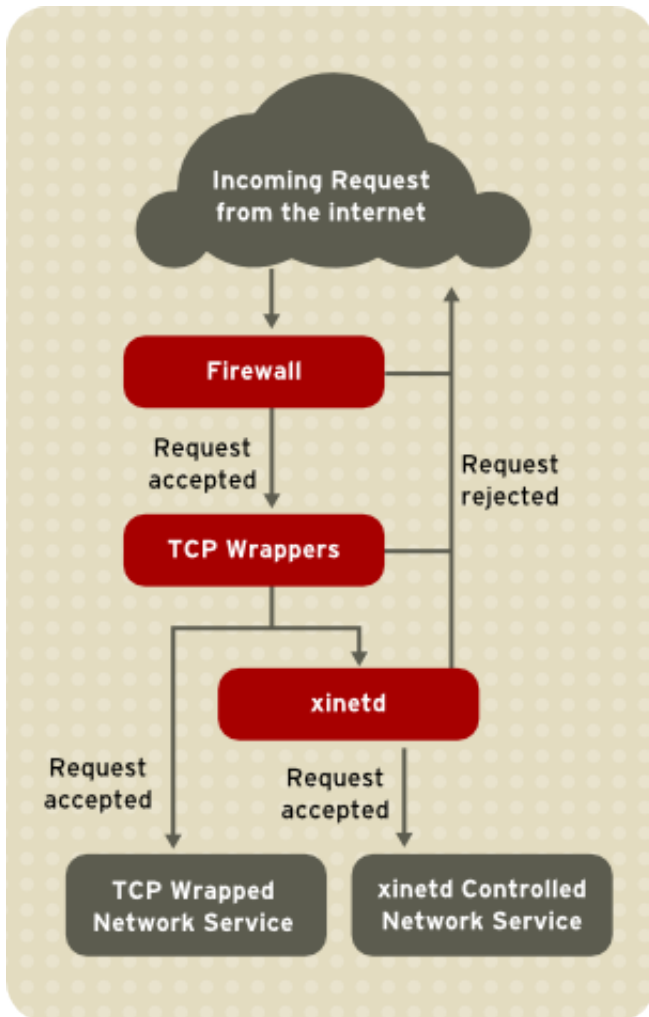 Incoming Request
from the internet
Firewall
Request
accepted
Request
rejected
TCP Wrappers
xinetd
Request
accepted
Request
accepted
TCP Wrapped
Network Service
xinetd Controlled
Network Service